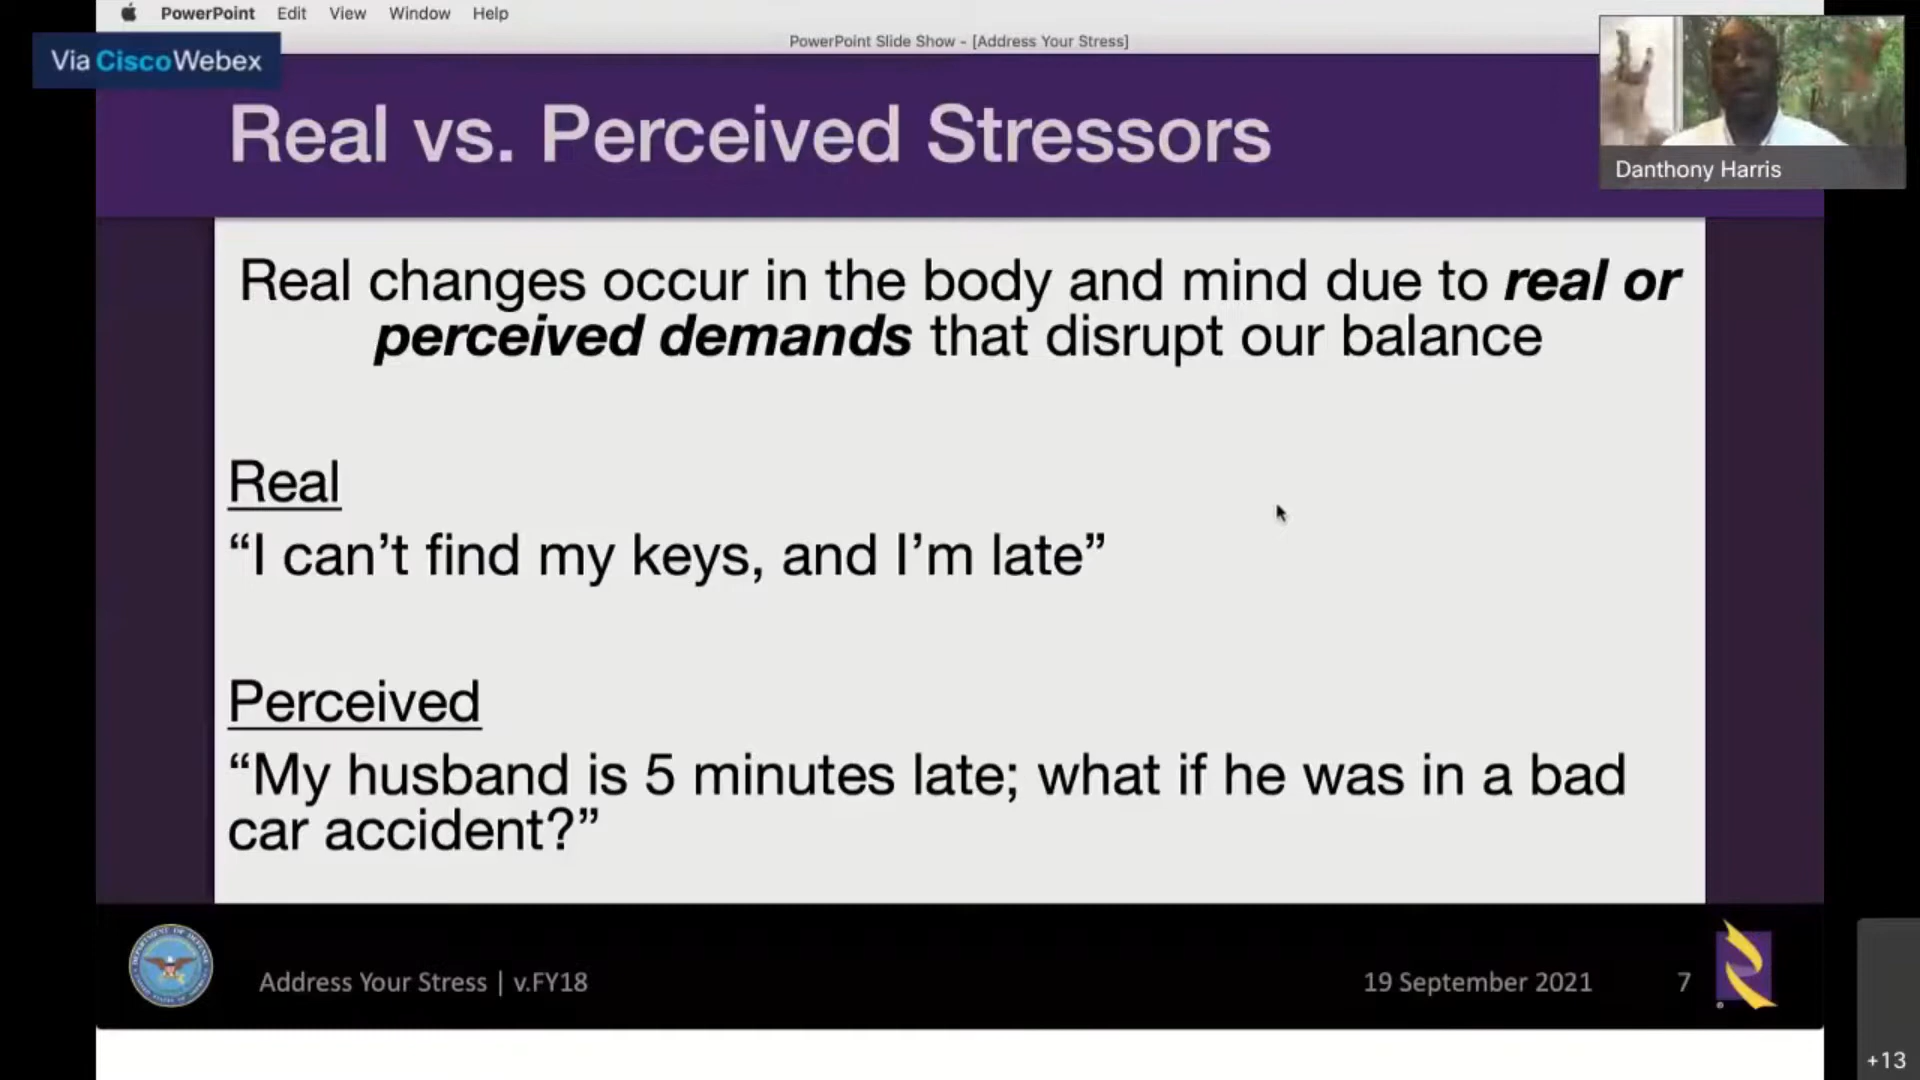 PowerPoint Edit View Window Help
PowerPoint Slide Show - [Address Your Stress]
Via CiscoWebex
Real vs. Perceived Stressors
Danthony Harris
Real changes occur in the body and mind due to real or
perceived demands that disrupt our balance
Real
“I can’t find my keys, and I’m late”
Perceived
“My husband is 5 minutes late; what if he was in a bad
car accident?”
Address Your Stress | v.FY18
19 September 2021
7
+13